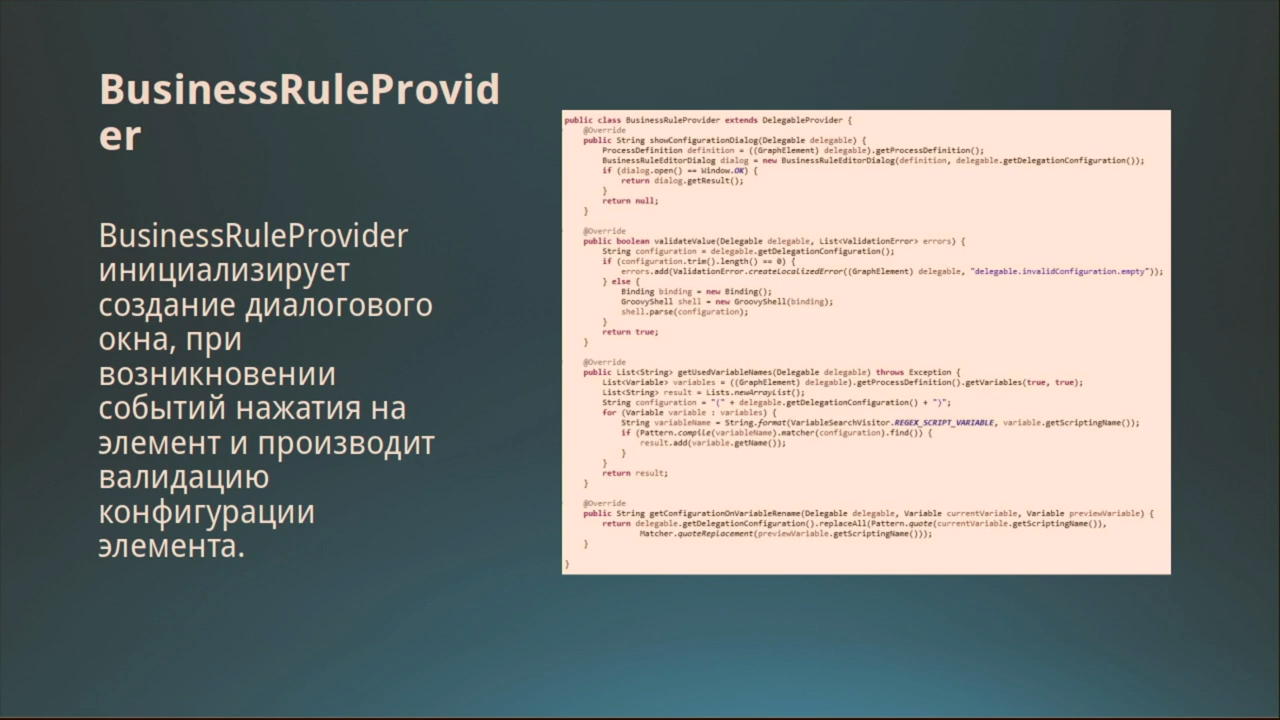 BusinessRuleProvid
er
BusinessRuleProvider
инициализирует
создание диалогового
окна, при
возникновении
событий нажатия на
элемент и производит
валидацию
конфигурации
элемента.
public class BusinessRuleProvider extends DelegableProvider {
@Override
public String showConfigurationDialog(Delegable delegable) {
ProcessDefinition definition = ((GraphElement) delegable).getProcessDefinition();
BusinessRuleEditorDialog dialog = new BusinessRuleEditorDialog(definition, delegable.getDelegationConfiguration());
if (dialog.open() == Window.OK) {
return dialog.getResult();
}
return null;
}
@Override
public boolean validateValue(Delegable delegable, List<ValidationError> errors) {
String configuration = delegable.getDelegationConfiguration();
if (configuration.trim().length() == 0) {
errors.add(ValidationError.createLocalizedError((GraphElement) delegable, "delegable.invalidConfiguration.empty"));
} else {
Binding binding = new Binding();
GroovyShell shell = new GroovyShell(binding);
shell.parse(configuration);
}
return true;
}
@Override
public List<String> getUsedVariableNames(Delegable delegable) throws Exception {
List<Variable> variables = ((GraphElement) delegable).getProcessDefinition().getVariables(true, true);
List<String> result = Lists.newArrayList();
String configuration = "(" + delegable.getDelegationConfiguration() + ")";
for (Variable variable : variables) {
String variableName = String.format(VariableSearchVisitor.REGEX_SCRIPT_VARIABLE, variable.getScriptingName());
if (Pattern.compile(variableName).matcher(configuration).find()) {
result.add(variable.getName());
}
}
return result;
}
@Override
public String getConfigurationOnVariableRename(Delegable delegable, Variable currentVariable, Variable previewVariable) {
return delegable.getDelegationConfiguration().replaceAll(Pattern.quote(currentVariable.getScriptingName()),
Matcher.quoteReplacement(previewVariable.getScriptingName()));
}
}